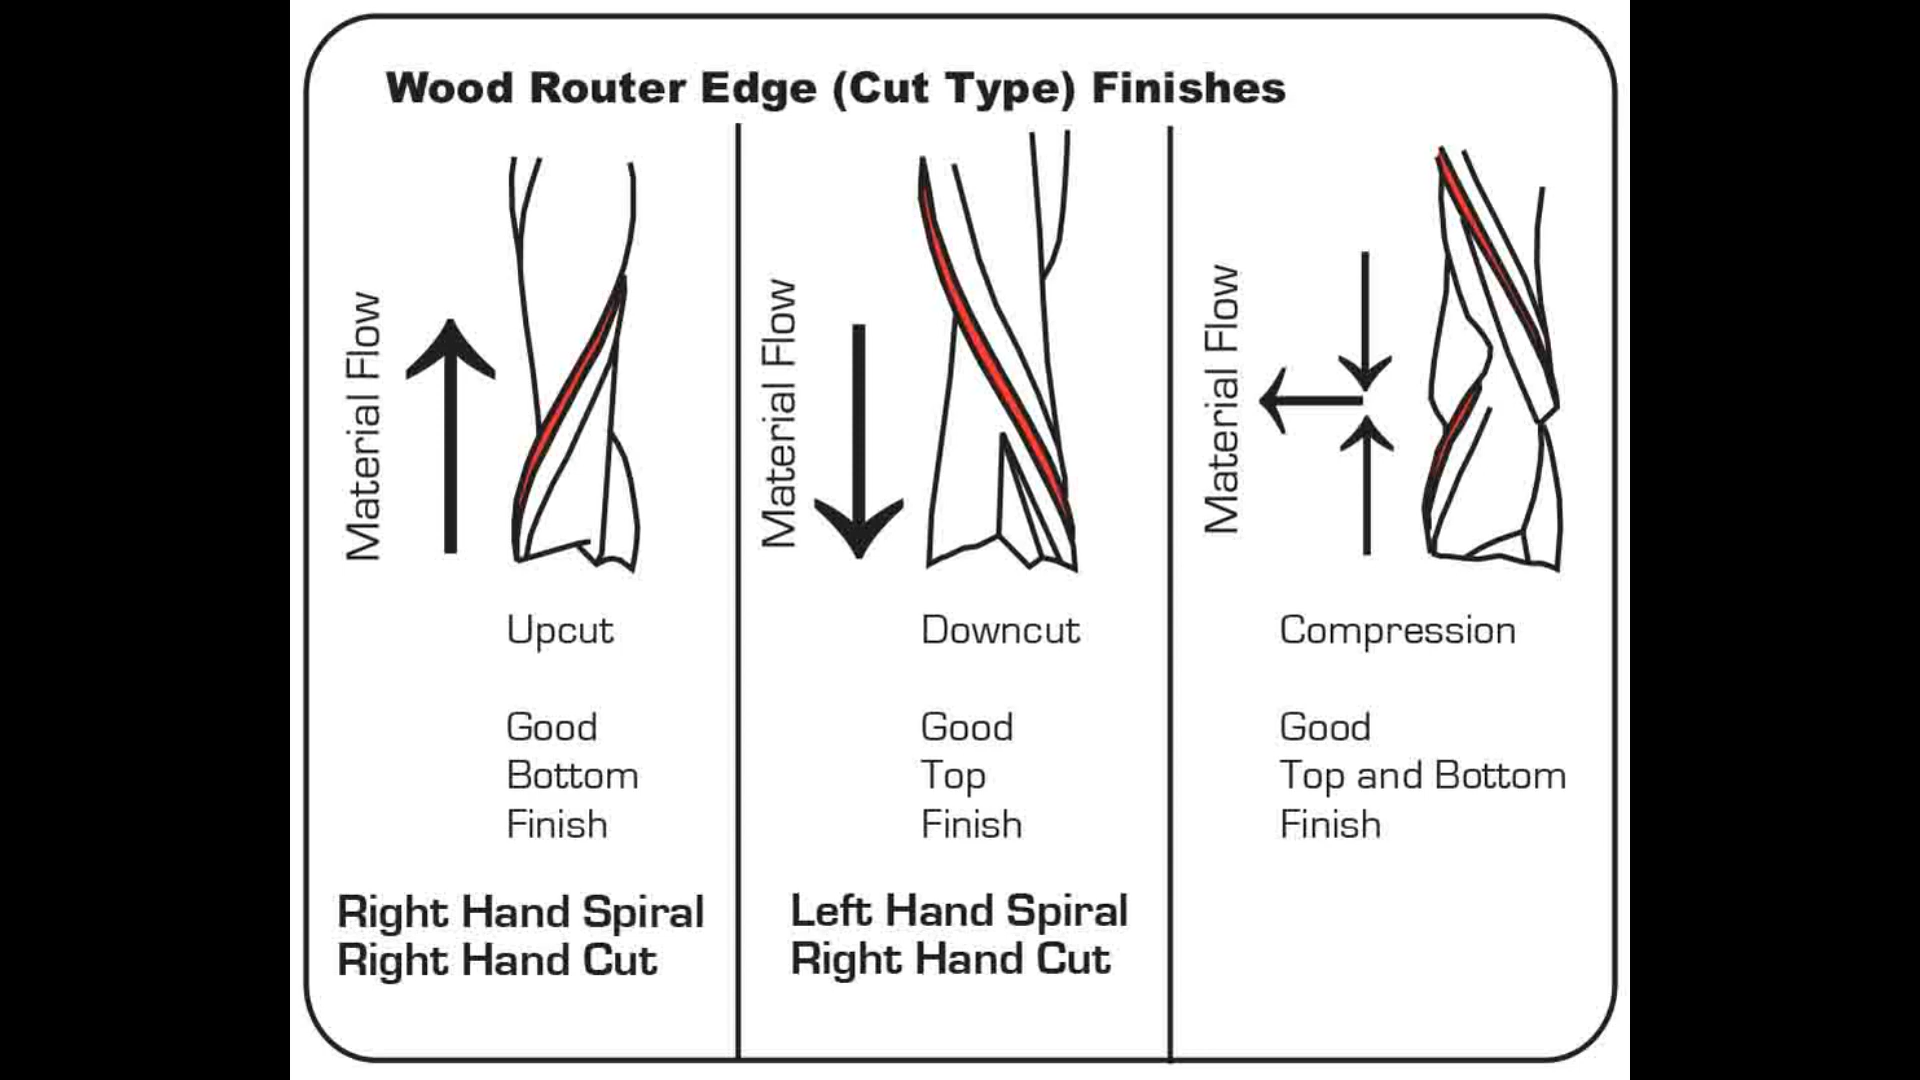 Wood Router Edge (Cut Type) Finishes
Material Flow
Upcut
Good
Bottom
Finish
Right Hand Spiral
Right Hand Cut
Material Flow
Downcut
Good
Top
Finish
Left Hand Spiral
Right Hand Cut
Material Flow
Compression
Good
Top and Bottom
Finish